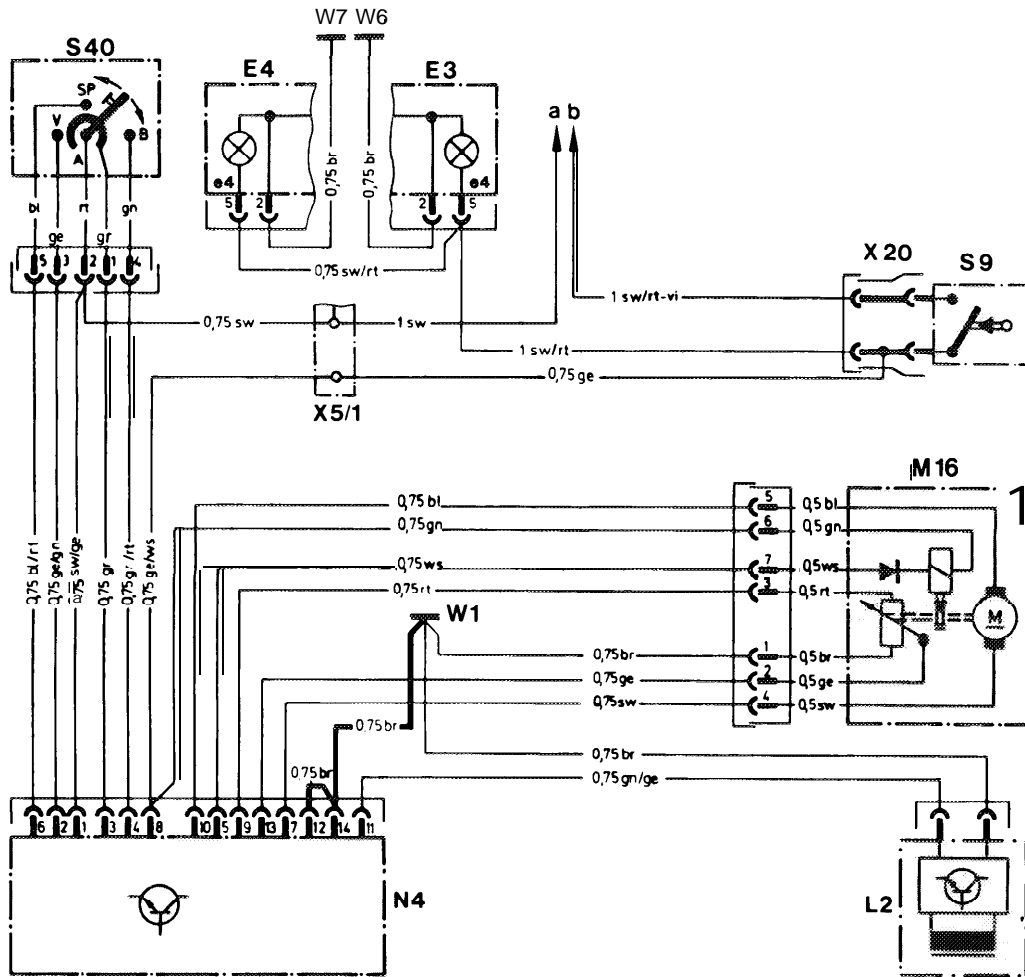 W7 W6
S40
E4
E3
SP
V
A
B
a b
e4
e4
5
2
2
5
0,75 br
0,75 br
bl
rt
gn
ge
gr
5
3
2
1
4
0,75 sw/rt
X 20
S 9
1 sw/rt-vi
0,75 sw
1 sw
1 sw/rt
0,75 ge
X5/1
M16
1
0,75 bl
5
0,5 bl
0,75 gn
6
0,5 gn
0,75 ws
7
0,5 ws
0,75 rt
3
0,5 rt
M
W1
0,75 br
1
0,5 br
0,75 ge
2
0,5 ge
0,75 sw
4
0,5 sw
0,75 bl/rt
0,75 ge/gn
0,75 sw/ge
0,75 gr
0,75 gr/rt
0,75 ge/ws
0,75 br
0,75 br
0,75 br
0,75 gn/ge
6
2
1
3
4
8
10
5
9
13
7
12
14
11
N4
L2